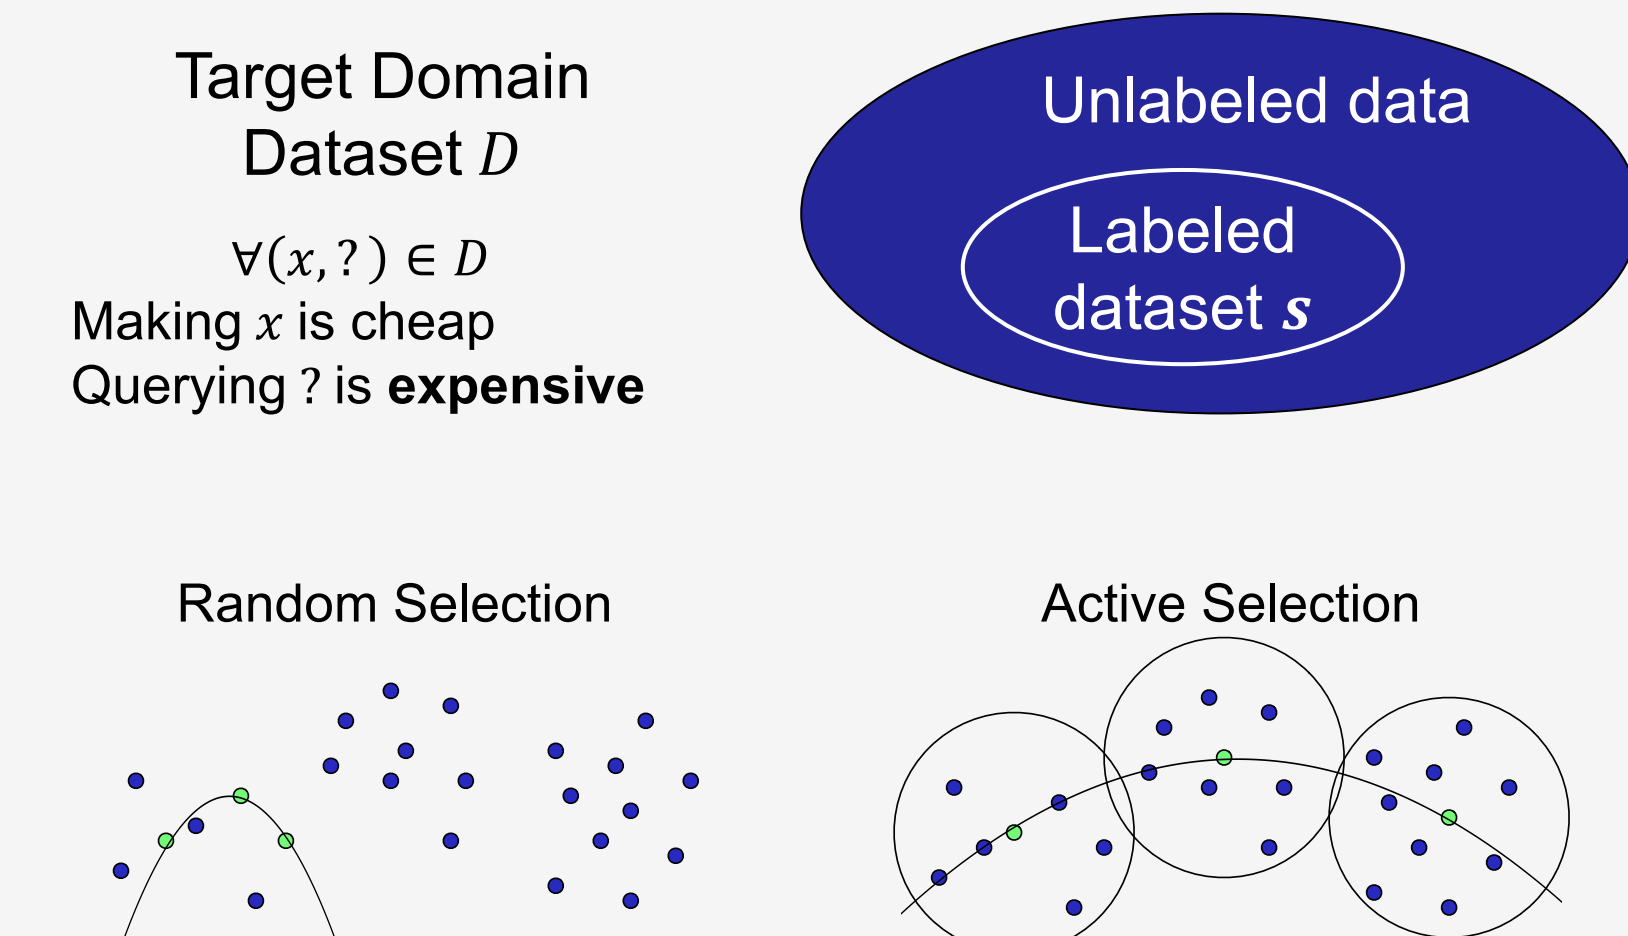 Target Domain
Dataset D
∀(x, ?) ∈ D
Making x is cheap
Querying ? is expensive
Unlabeled data
Labeled
dataset s
Random Selection
Active Selection